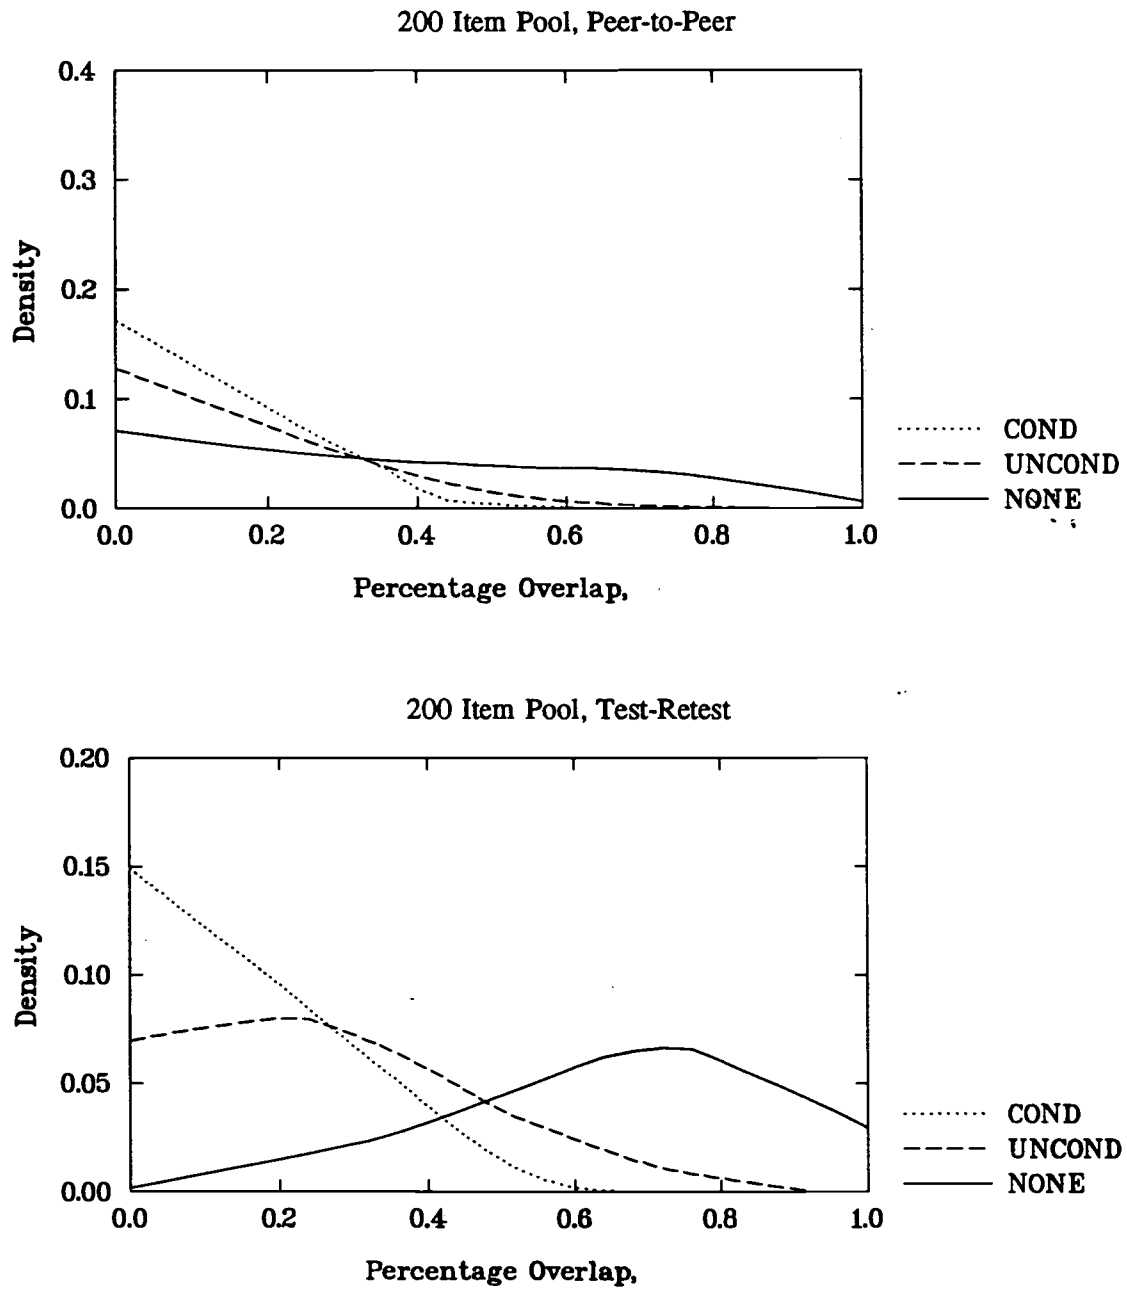 200 Item Pool, Peer-to-Peer
0.4
0.3
0.2
0.1
0.0
Density
0.0 0.2 0.4 0.6 0.8 1.0
Percentage Overlap,
COND
UNCOND
NONE
200 Item Pool, Test-Retest
0.20
0.15
0.10
0.05
0.00
Density
0.0 0.2 0.4 0.6 0.8 1.0
Percentage Overlap,
COND
UNCOND
NONE